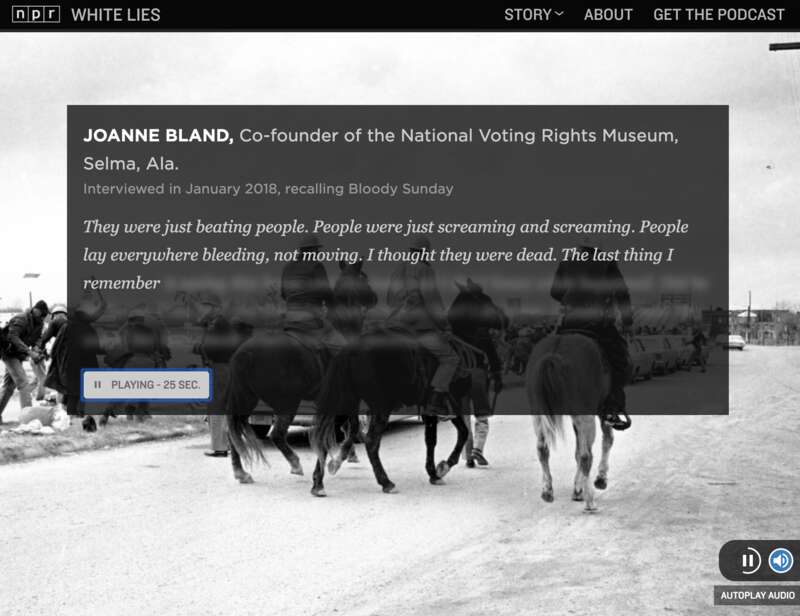 npr WHITE LIES STORY ABOUT GET THE PODCAST
JOANNE BLAND, Co-founder of the National Voting Rights Museum,
Selma, Ala.
Interviewed in January 2018, recalling Bloody Sunday
They were just beating people. People were just screaming and screaming. People
lay everywhere bleeding, not moving. I thought they were dead. The last thing I
remember
PLAYING - 25 SEC.
AUTOPLAY AUDIO